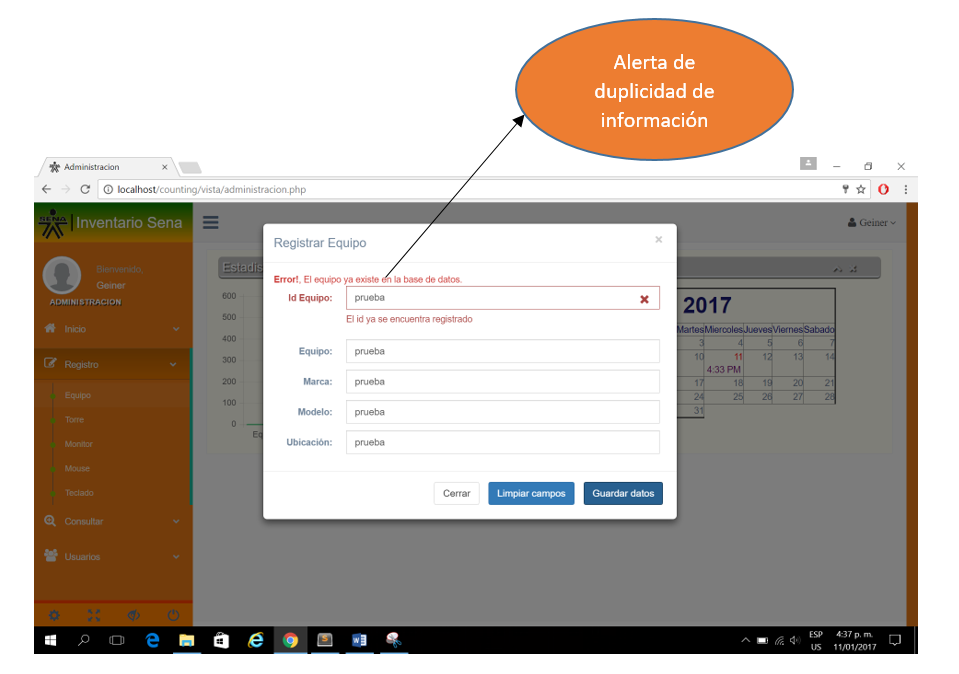 Alerta de
duplicidad de
información
Administracion
localhost/counting/vista/administracion.php
SENA
Inventario Sena
Geiner
Bienvenido,
Geiner
ADMINISTRACION
Inicio
Registro
Equipo
Torre
Monitor
Mouse
Teclado
Consultar
Usuarios
Estadis
600
500
400
300
200
100
0
Eq
Registrar Equipo
×
Error!, El equipo ya existe en la base de datos.
Id Equipo: prueba
El id ya se encuentra registrado
Equipo: prueba
Marca: prueba
Modelo: prueba
Ubicación: prueba
Cerrar Limpiar campos Guardar datos
2017
Martes Miercoles Jueves Viernes Sabado
3 4 5 6 7
10 11 12 13 14
4:33 PM
17 18 19 20 21
24 25 26 27 28
31
ESP 4:37 p. m.
US 11/01/2017